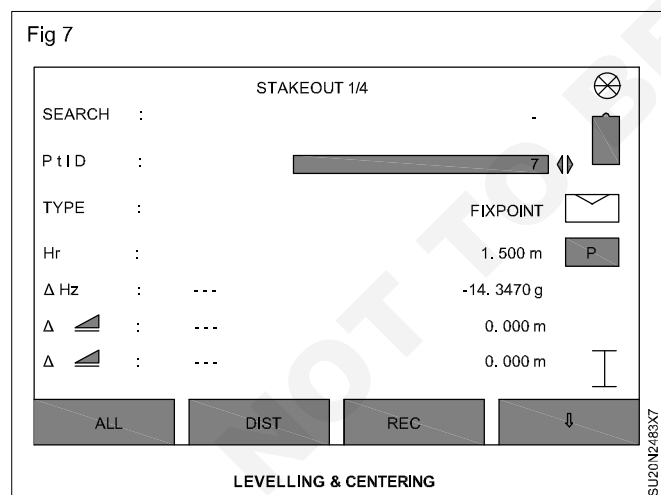 Fig 7
STAKEOUT 1/4
SEARCH : -
PtID : 7
TYPE : FIXPOINT
Hr : 1. 500 m P
Δ Hz : - - - -14. 3470 g
Δ : - - - 0. 000 m
Δ : - - - 0. 000 m
ALL DIST REC ⇩
LEVELLING & CENTERING
SU20N2483X7
NOT TO BE